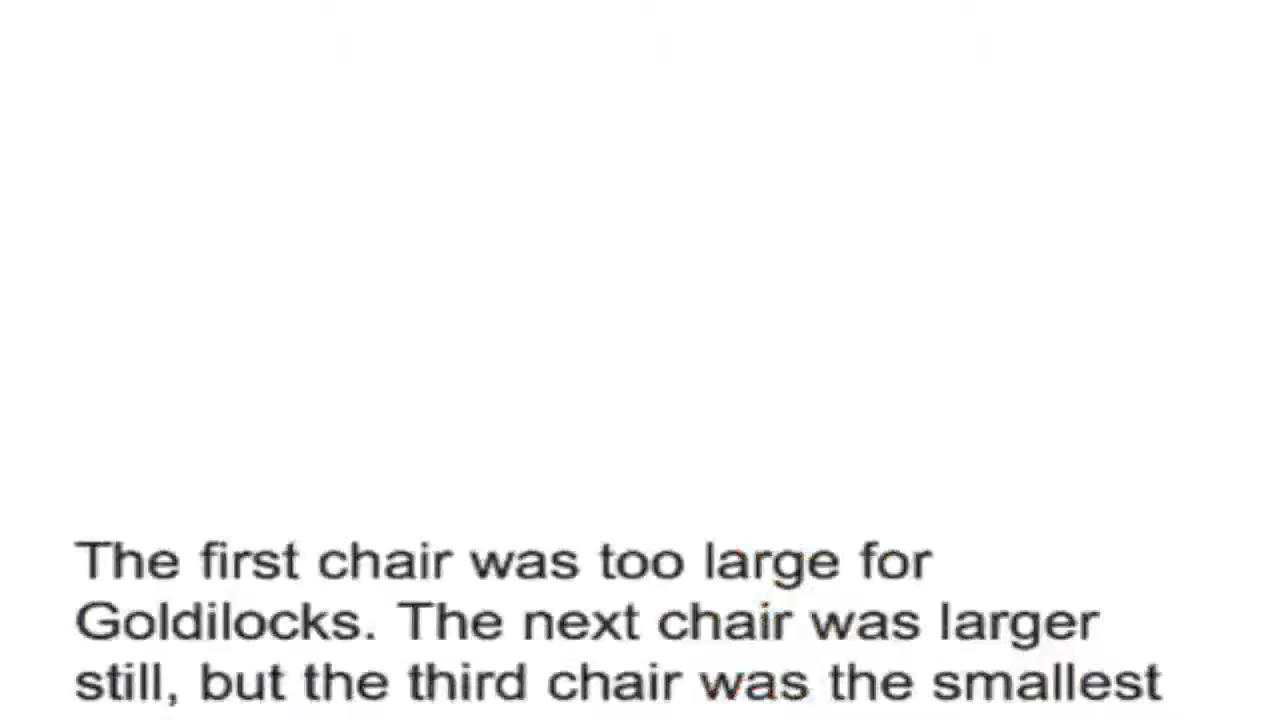 The first chair was too large for
Goldilocks. The next chair was larger
still, but the third chair was the smallest